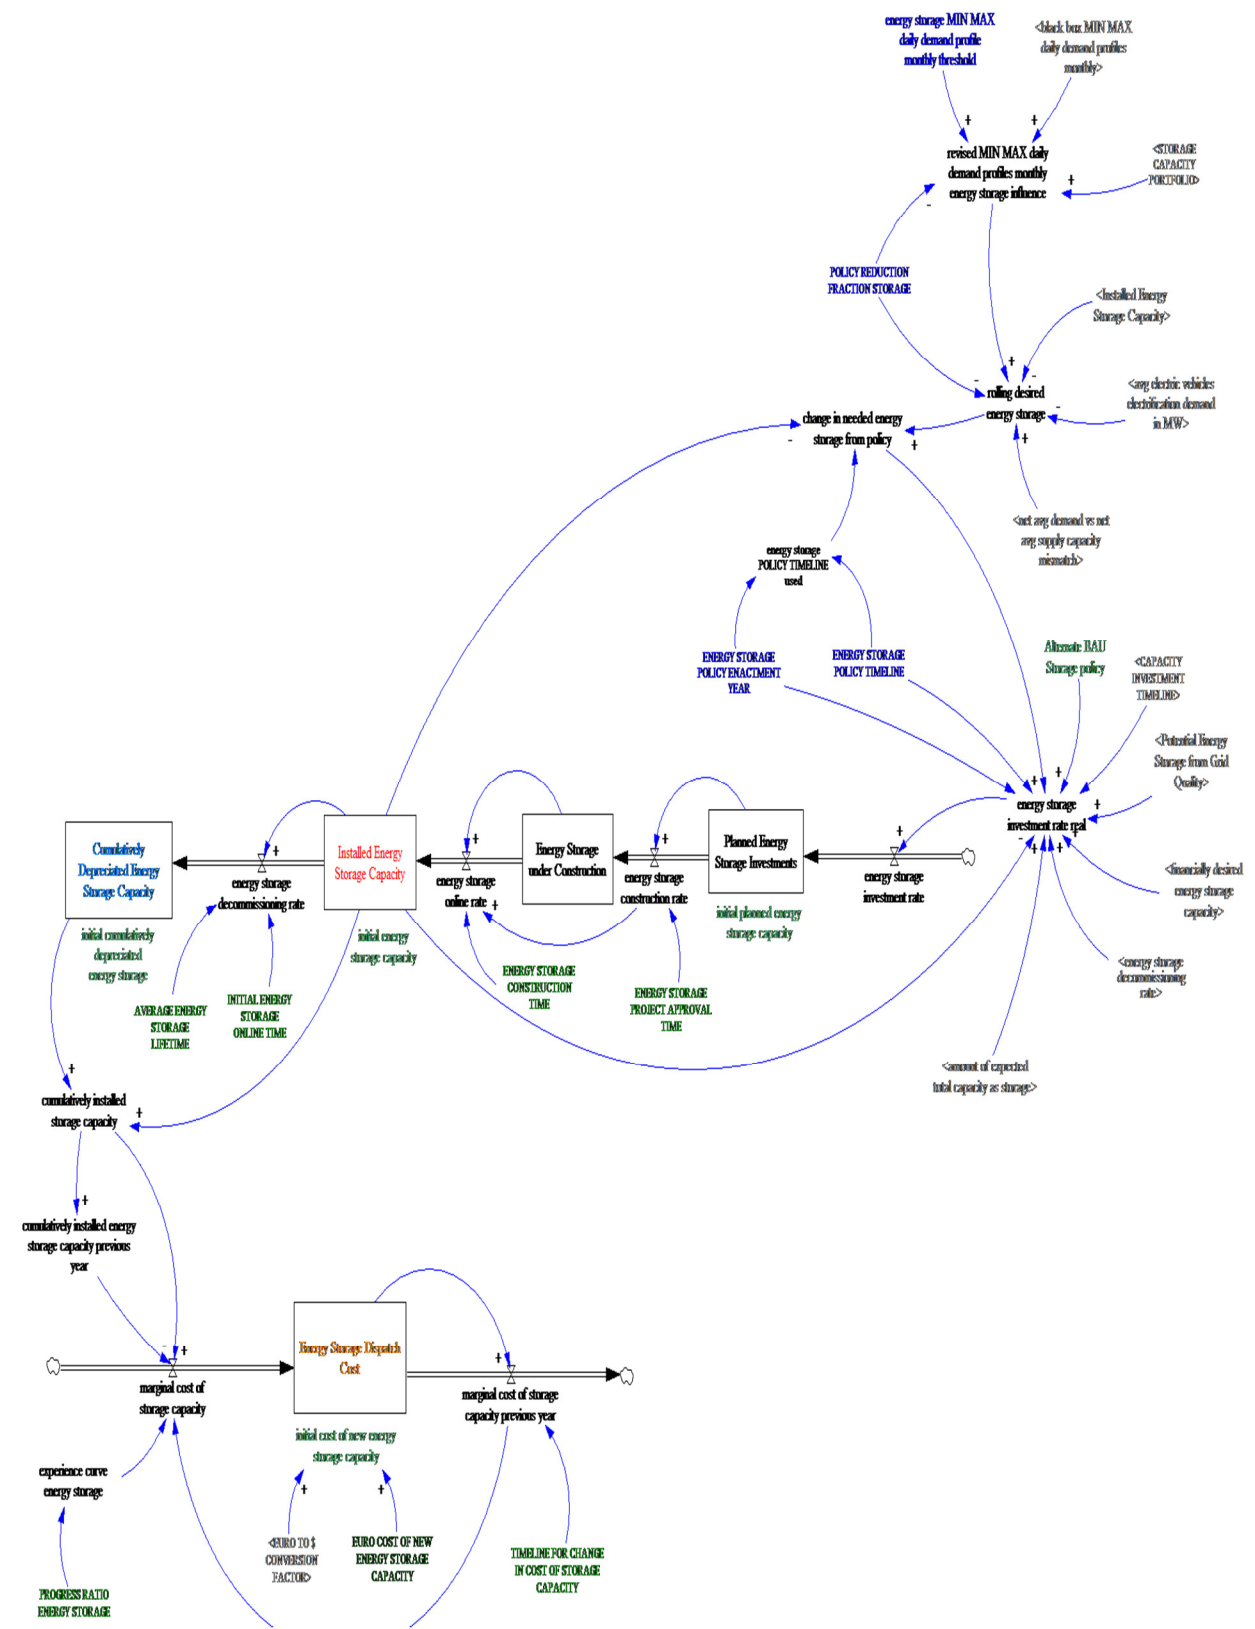 energy storage MIN MAX
daily demand profile
monthly threshold
<black box MIN MAX
daily demand profiles
monthly>
+
+
revised MIN MAX daily
demand profiles monthly
energy storage influence
<STORAGE
CAPACITY
PORTFOLIO>
+
-
POLICY REDUCTION
FRACTION STORAGE
<Installed Energy
Storage Capacity>
+
-
-
rolling desired
energy storage
<avg electric vehicles
electrification demand
in MW>
-
+
change in needed energy
storage from policy
-
+
<net avg demand vs net
avg supply capacity
mismatch>
energy storage
POLICY TIMELINE
used
ENERGY STORAGE
POLICY ENACTMENT
YEAR
ENERGY STORAGE
POLICY TIMELINE
Alternate BAU
Storage policy
<CAPACITY
INVESTMENT
TIMELINE>
<Potential Energy
Storage from Grid
Quality>
+
+
+
energy storage
investment rate real
-
+
+
+
<financially desired
energy storage
capacity>
<energy storage
decommissioning
rate>
<amount of expected
total capacity as storage>
Cumulatively
Depreciated Energy
Storage Capacity
initial cumulatively
depreciated
energy storage
+
energy storage
decommissioning rate
Installed Energy
Storage Capacity
initial energy
storage capacity
+
energy storage
online rate
+
Energy Storage
under Construction
+
energy storage
construction rate
Planned Energy
Storage Investments
initial planned energy
storage capacity
+
energy storage
investment rate
AVERAGE ENERGY
STORAGE
LIFETIME
INITIAL ENERGY
STORAGE
ONLINE TIME
ENERGY STORAGE
CONSTRUCTION
TIME
ENERGY STORAGE
PROJECT APPROVAL
TIME
+
cumulatively installed
storage capacity
+
+
cumulatively installed energy
storage capacity previous
year
-
+
marginal cost of
storage capacity
Energy Storage Dispatch
Cost
+
marginal cost of storage
capacity previous year
initial cost of new energy
storage capacity
experience curve
energy storage
+
+
<EURO TO $
CONVERSION
FACTOR>
EURO COST OF NEW
ENERGY STORAGE
CAPACITY
TIMELINE FOR CHANGE
IN COST OF STORAGE
CAPACITY
PROGRESS RATIO
ENERGY STORAGE